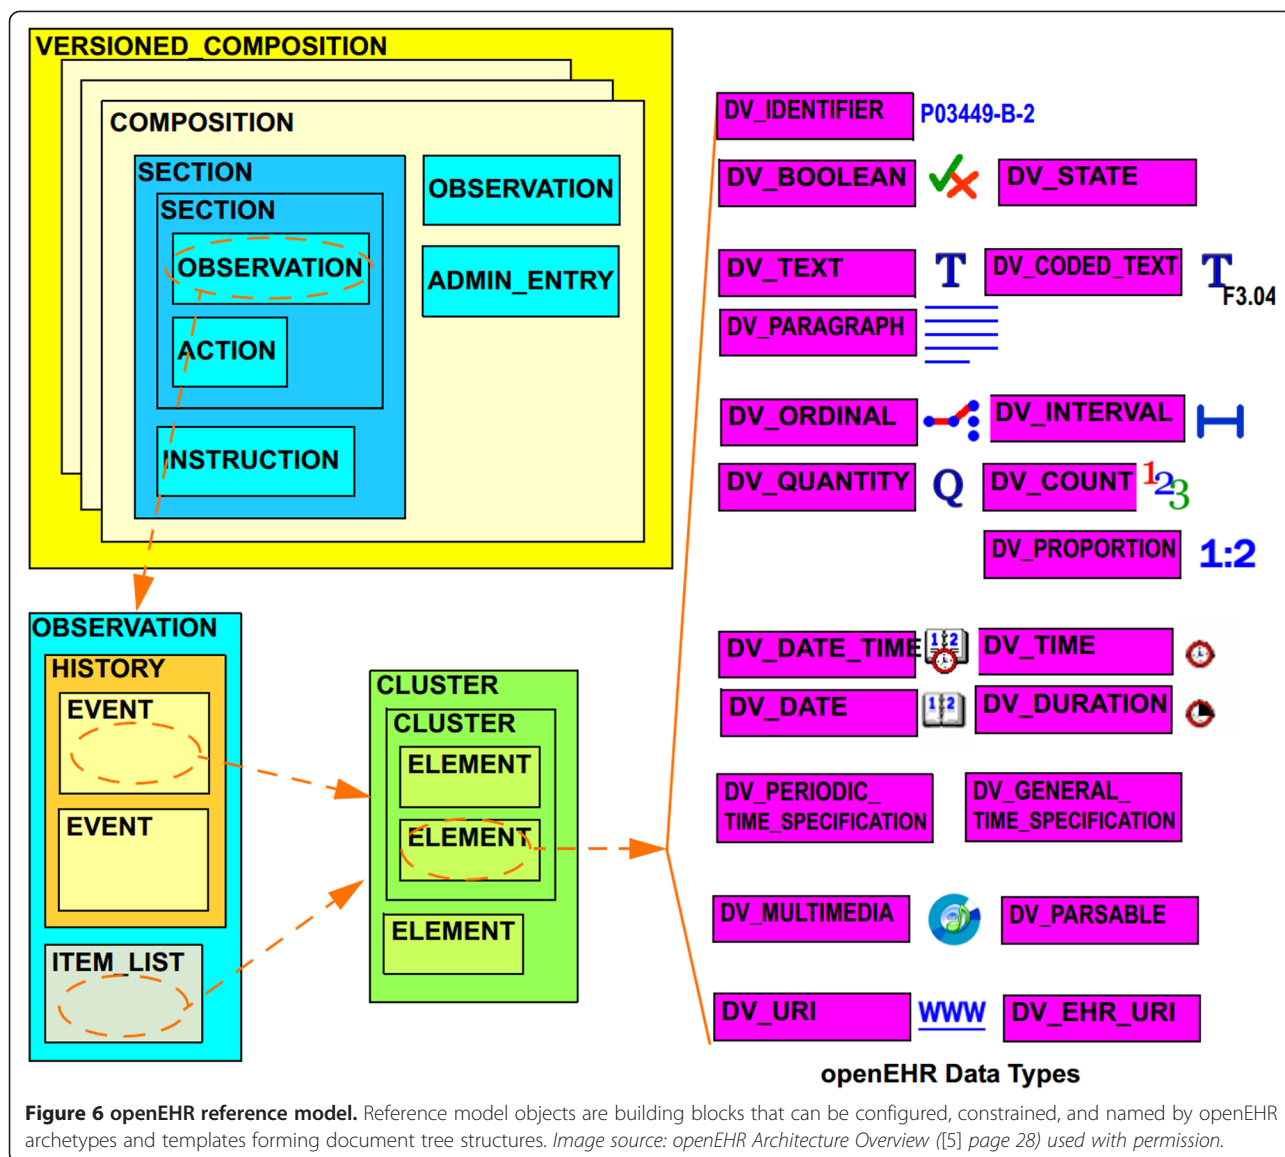 VERSIONED_COMPOSITION
COMPOSITION
SECTION
SECTION
OBSERVATION
ACTION
INSTRUCTION
OBSERVATION
ADMIN_ENTRY
OBSERVATION
HISTORY
EVENT
EVENT
ITEM_LIST
CLUSTER
CLUSTER
ELEMENT
ELEMENT
ELEMENT
DV_IDENTIFIER P03449-B-2
DV_BOOLEAN DV_STATE
DV_TEXT T DV_CODED_TEXT T
F3.04
DV_PARAGRAPH
DV_ORDINAL DV_INTERVAL
DV_QUANTITY Q DV_COUNT 123
DV_PROPORTION 1:2
DV_DATE_TIME 1 2 DV_TIME
DV_DATE 1 2 DV_DURATION
DV_PERIODIC_
TIME_SPECIFICATION
DV_GENERAL_
TIME_SPECIFICATION
DV_MULTIMEDIA DV_PARSABLE
DV_URI WWW DV_EHR_URI
openEHR Data Types
Figure 6 openEHR reference model. Reference model objects are building blocks that can be configured, constrained, and named by openEHR
archetypes and templates forming document tree structures. Image source: openEHR Architecture Overview ([5] page 28) used with permission.